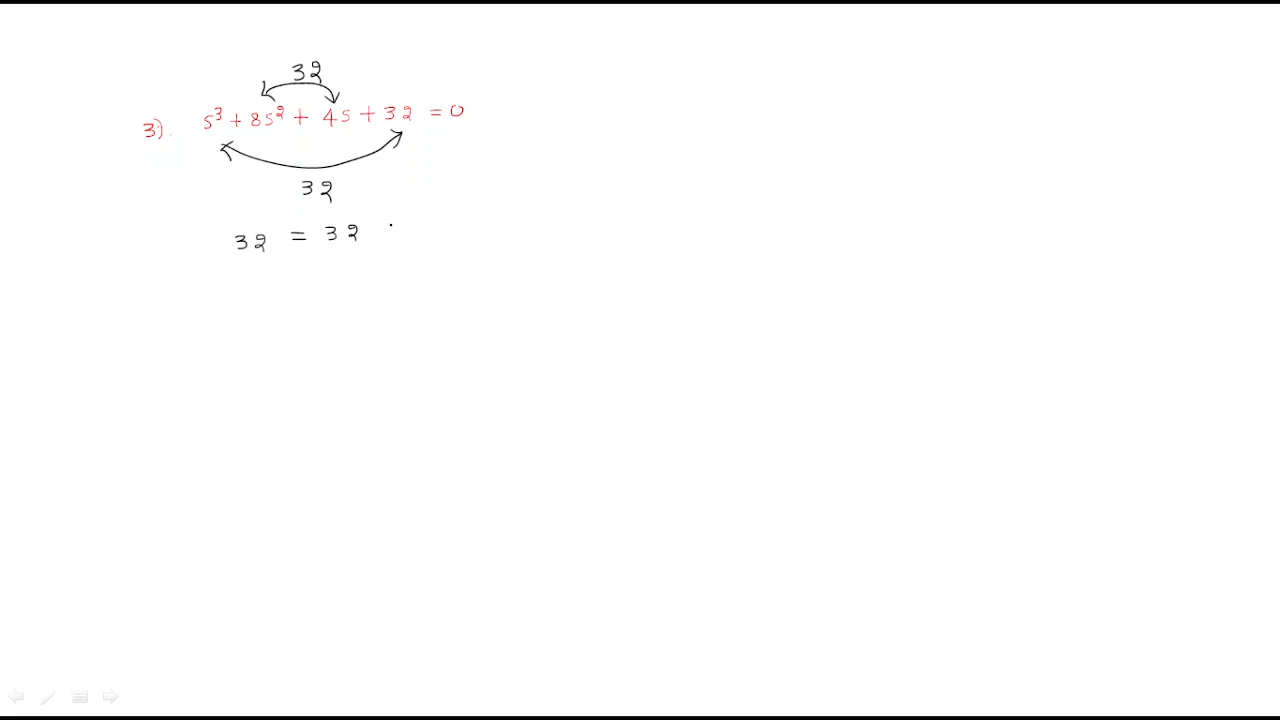 32
3). s³ + 8s² + 4s + 32 = 0
32
32 = 32